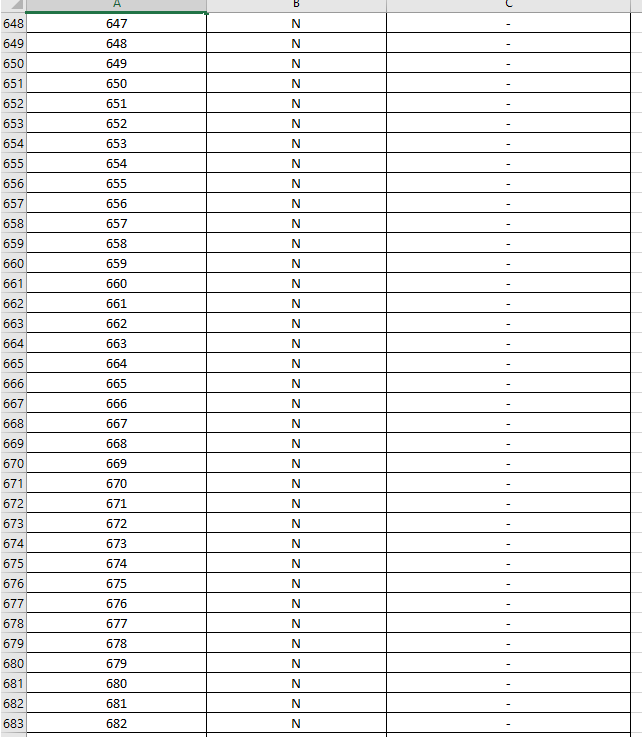 A B C
648 647 N -
649 648 N -
650 649 N -
651 650 N -
652 651 N -
653 652 N -
654 653 N -
655 654 N -
656 655 N -
657 656 N -
658 657 N -
659 658 N -
660 659 N -
661 660 N -
662 661 N -
663 662 N -
664 663 N -
665 664 N -
666 665 N -
667 666 N -
668 667 N -
669 668 N -
670 669 N -
671 670 N -
672 671 N -
673 672 N -
674 673 N -
675 674 N -
676 675 N -
677 676 N -
678 677 N -
679 678 N -
680 679 N -
681 680 N -
682 681 N -
683 682 N -